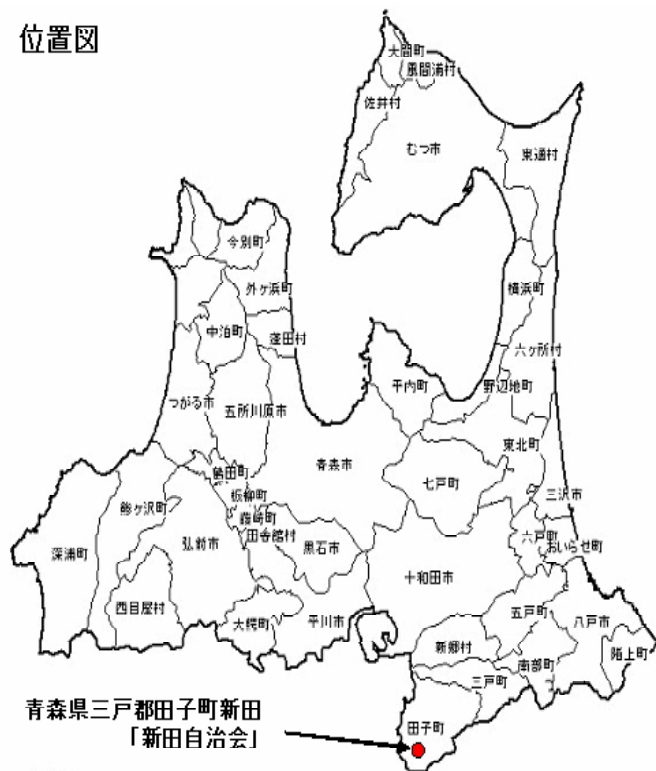 位置図
大間町
風間浦村
佐井村
むつ市
東通村
今別町
外ヶ浜町
横浜町
中泊町
蓬田村
六ヶ所村
平内町
野辺地町
つがる市
五所川原市
青森市
東北町
鶴田町
七戸町
板柳町
三沢市
鰺ヶ沢町
藤崎町
田舎館村
六戸町
おいらせ町
深浦町
弘前市
黒石市
十和田市
西目屋村
五戸町
八戸市
大鰐町
平川市
新郷村
南部町
階上町
三戸町
青森県三戸郡田子町新田
「新田自治会」
田子町